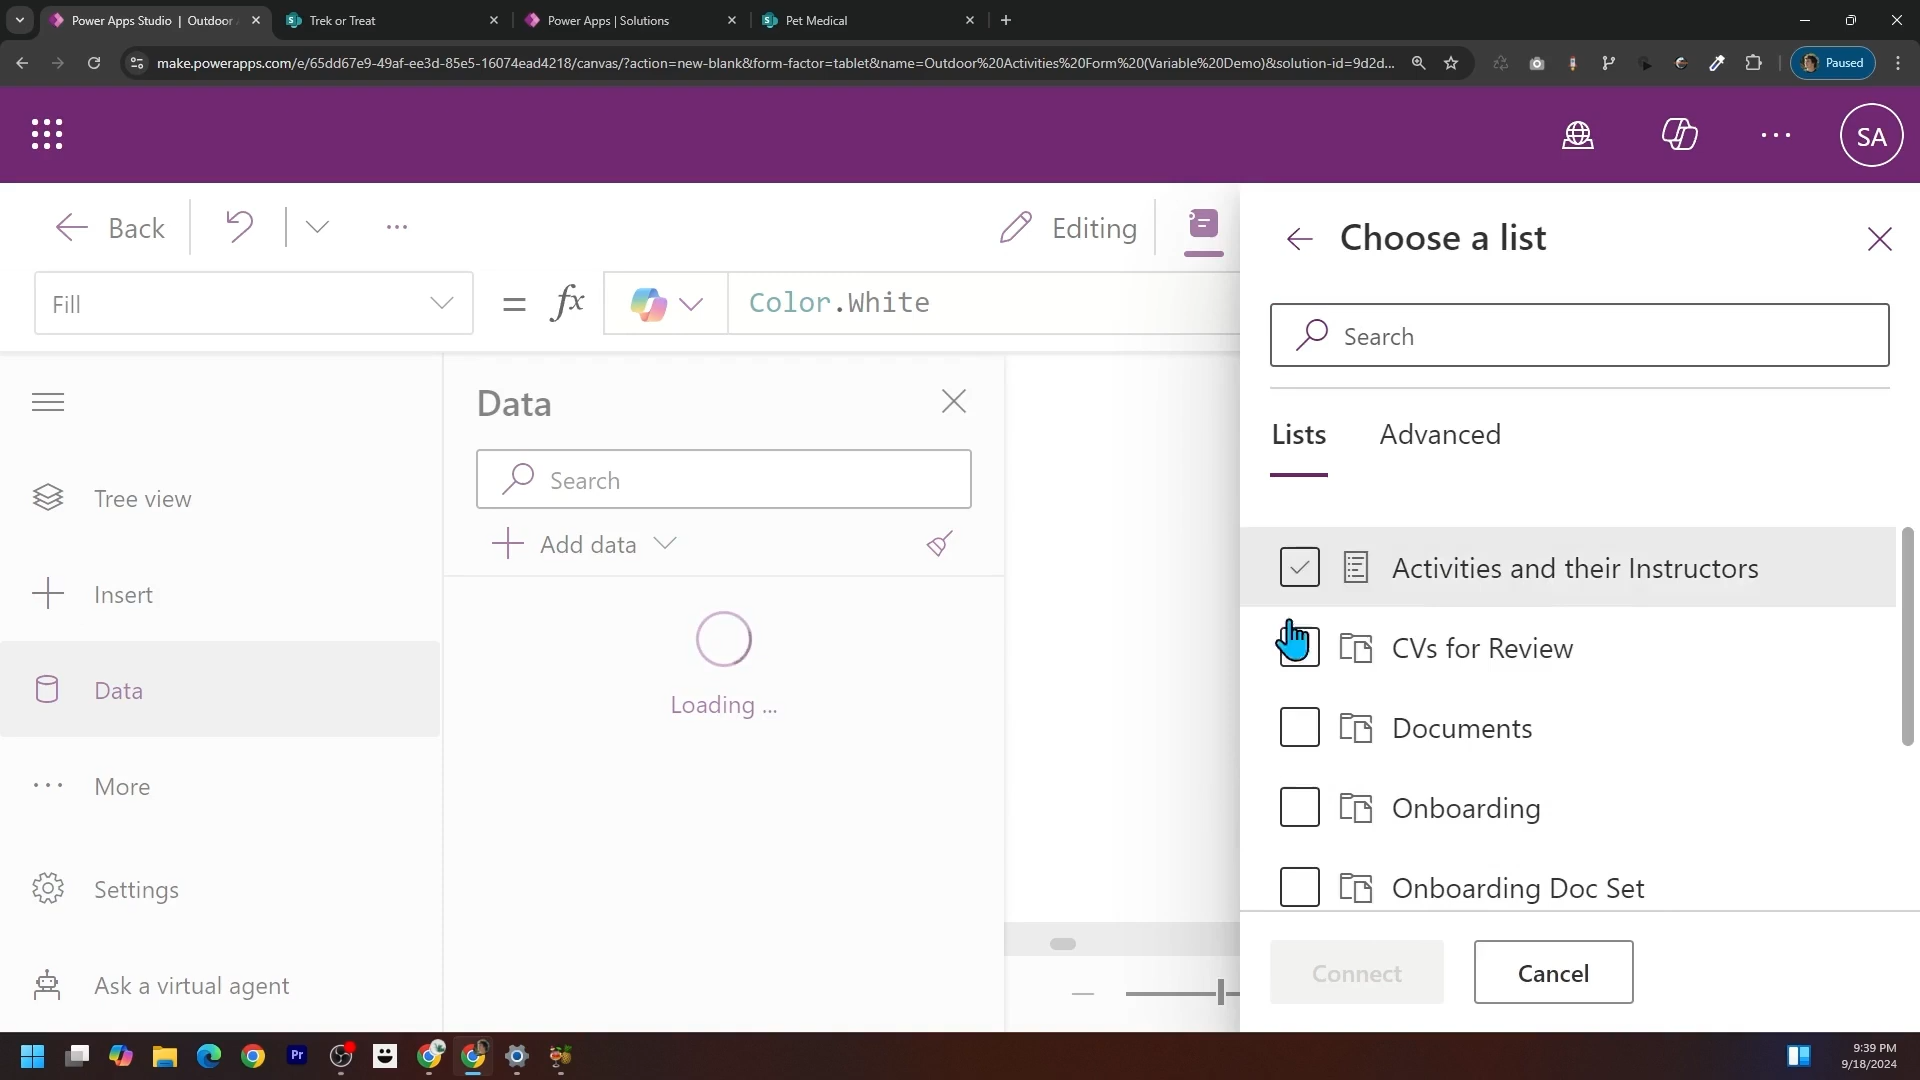 Power Apps Studio | Outdoor A
Trek or Treat
Power Apps | Solutions
Pet Medical
make.powerapps.com/e/65dd67e9-49af-ee3d-85e5-16074ead4218/canvas/?action=new-blank&form-factor=tablet&name=Outdoor%20Activities%20Form%20(Variable%20Demo)&solution-id=9d2d...
Paused
SA
Back
Editing
Fill
= fx
Color.White
Choose a list
Search
Lists
Advanced
Data
Search
Add data
Loading ...
Tree view
Insert
Data
More
Settings
Ask a virtual agent
Activities and their Instructors
CVs for Review
Documents
Onboarding
Onboarding Doc Set
Connect
Cancel
Pr
9:39 PM
9/18/2024